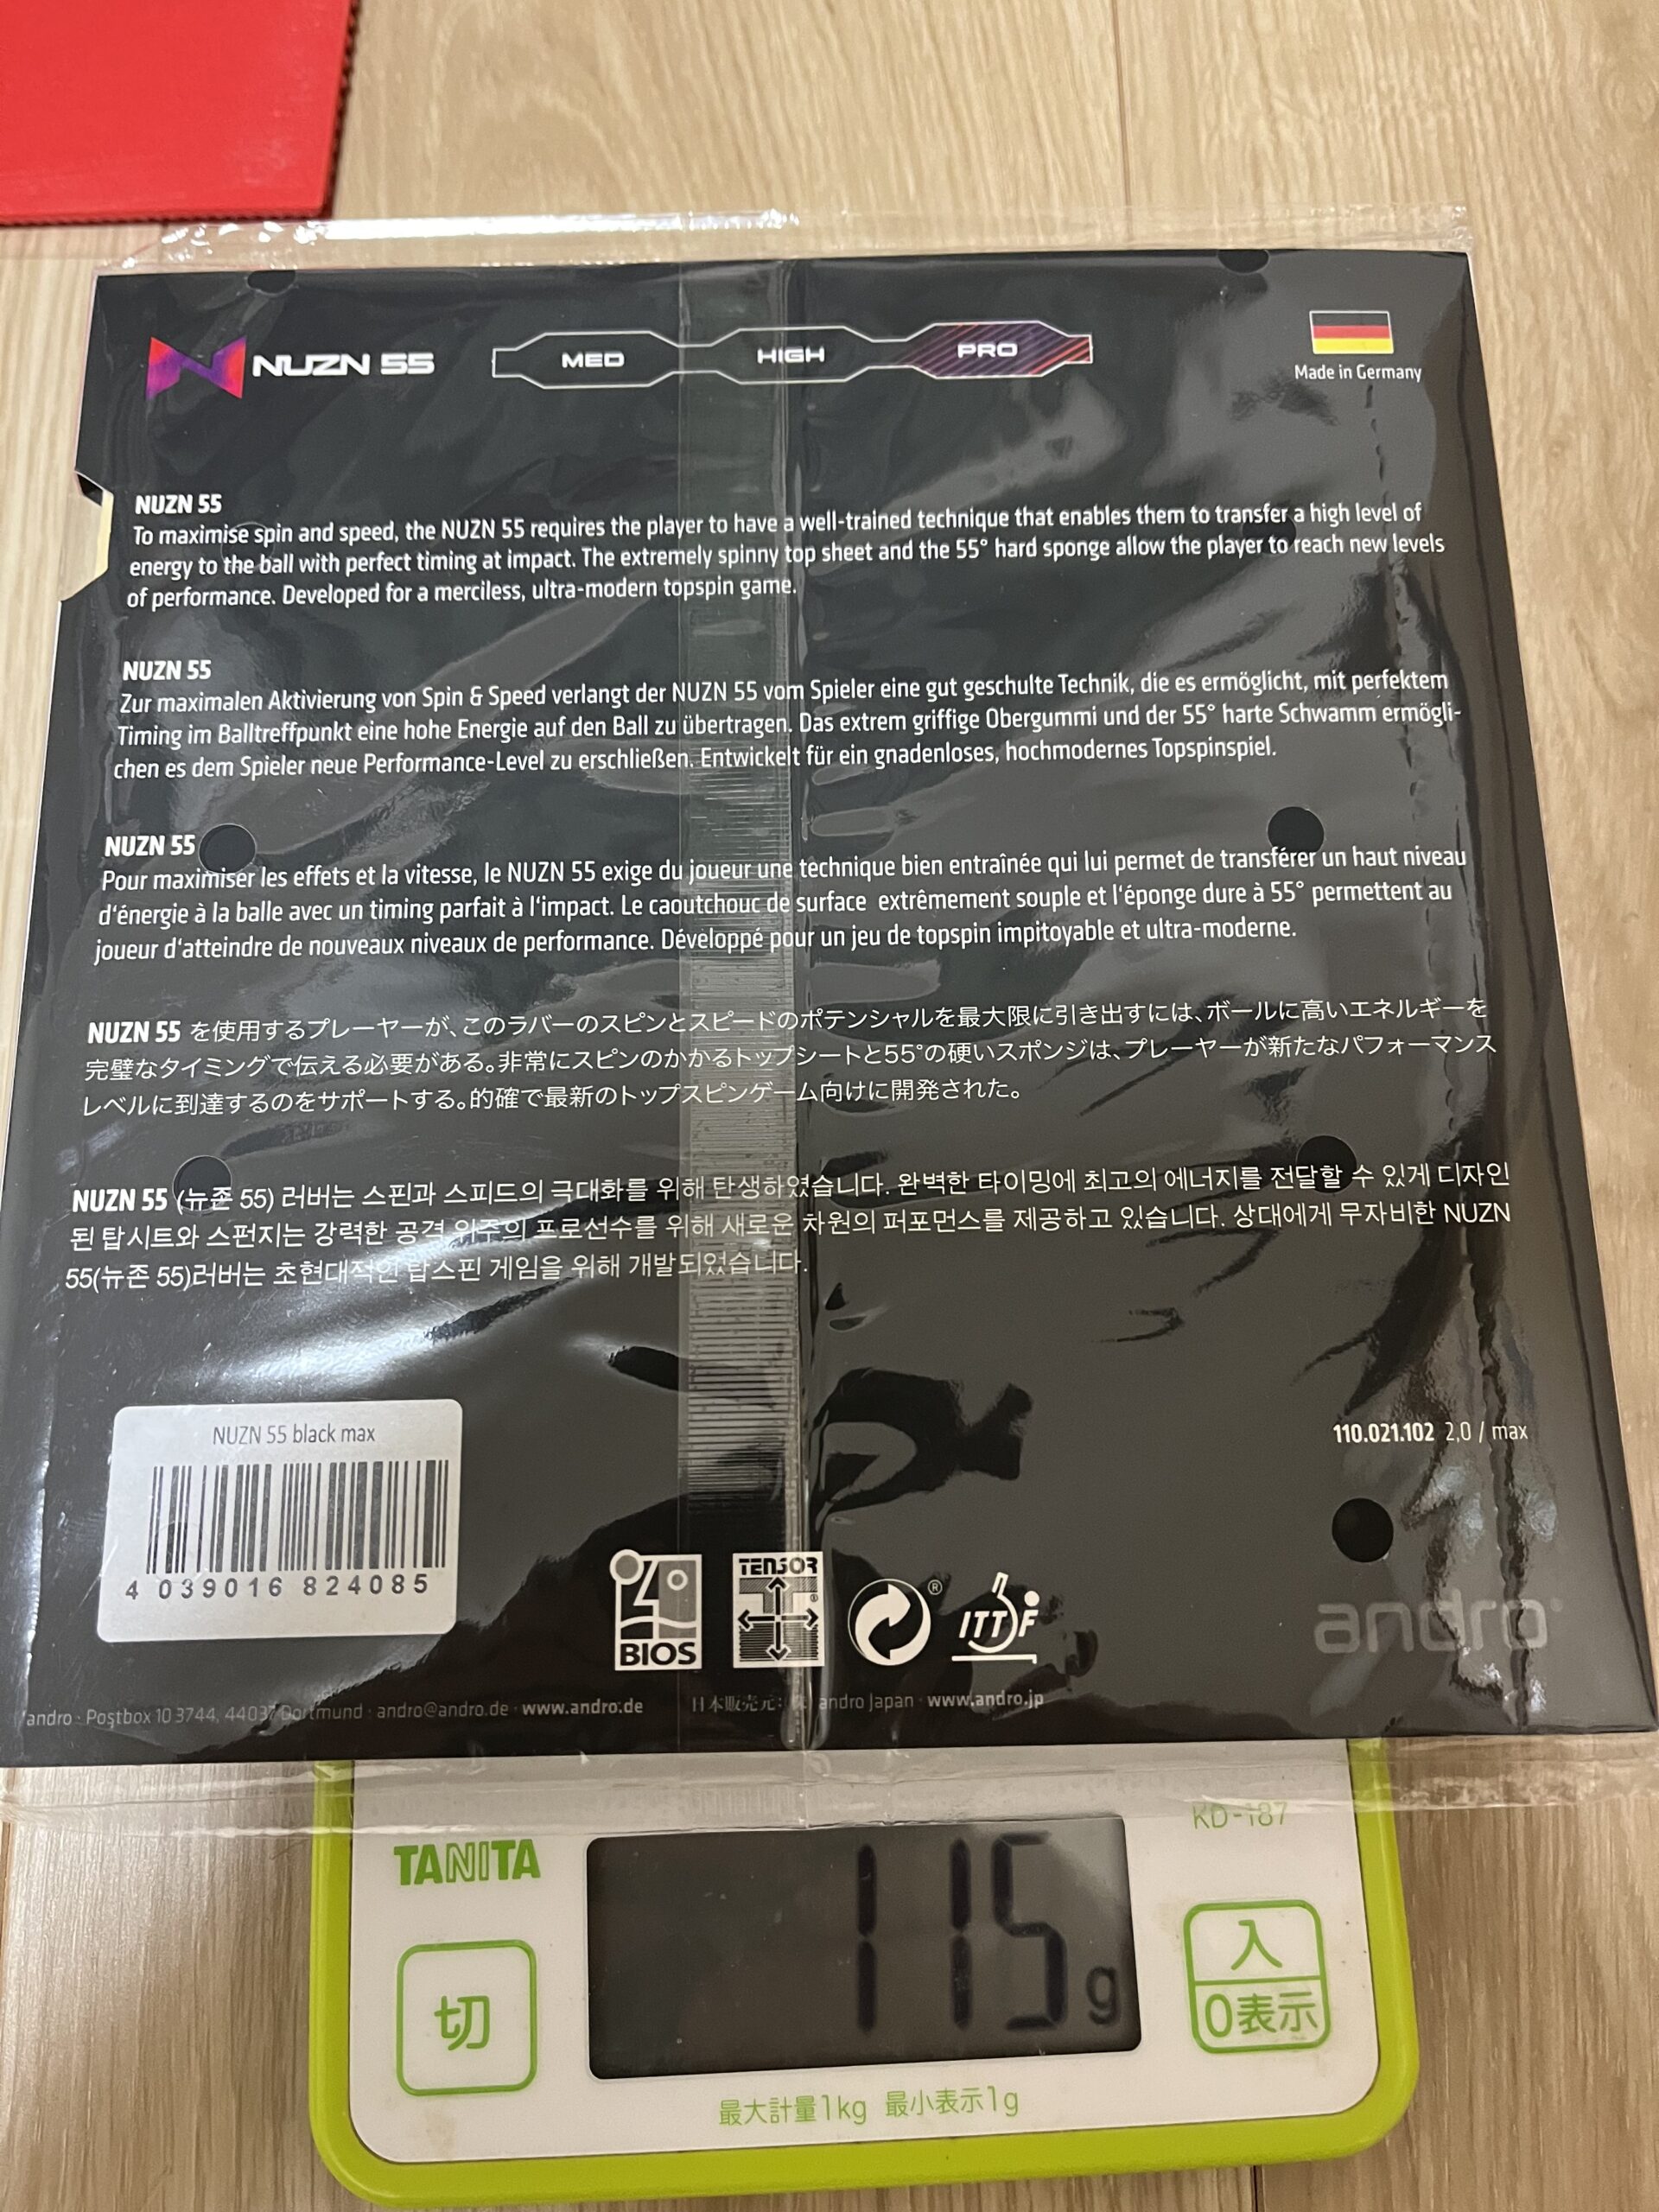 NUZN 55
MED HIGH PRO
Made in Germany
NUZN 55
To maximise spin and speed, the NUZN 55 requires the player to have a well-trained technique that enables them to transfer a high level of
energy to the ball with perfect timing at impact. The extremely spinny top sheet and the 55° hard sponge allow the player to reach new levels
of performance. Developed for a merciless, ultra-modern topspin game.
NUZN 55
Zur maximalen Aktivierung von Spin & Speed verlangt der NUZN 55 vom Spieler eine gut geschulte Technik, die es ermöglicht, mit perfektem
Timing im Balltreffpunkt eine hohe Energie auf den Ball zu übertragen. Das extrem griffige Obergummi und der 55° harte Schwamm ermögli-
chen es dem Spieler neue Performance-Level zu erschließen. Entwickelt für ein gnadenloses, hochmodernes Topspinspiel.
NUZN 55
Pour maximiser les effets et la vitesse, le NUZN 55 exige du joueur une technique bien entraînée qui lui permet de transférer un haut niveau
d'énergie à la balle avec un timing parfait à l'impact. Le caoutchouc de surface extrêmement souple et l'éponge dure à 55° permettent au
joueur d'atteindre de nouveaux niveaux de performance. Développé pour un jeu de topspin impitoyable et ultra-moderne.
NUZN 55 を使用するプレーヤーが、このラバーのスピンとスピードのポテンシャルを最大限に引き出すには、ボールに高いエネルギーを
完璧なタイミングで伝える必要がある。非常にスピンのかかるトップシートと55°の硬いスポンジは、プレーヤーが新たなパフォーマンス
レベルに到達するのをサポートする。的確で最新のトップスピンゲーム向けに開発された。
NUZN 55 (뉴존 55) 러버는 스핀과 스피드의 극대화를 위해 탄생하였습니다. 완벽한 타이밍에 최고의 에너지를 전달할 수 있게 디자인
된 탑시트와 스펀지는 강력한 공격 위주의 프로선수를 위해 새로운 차원의 퍼포먼스를 제공하고 있습니다. 상대에게 무자비한 NUZN
55(뉴존 55)러버는 초현대적인 탑스핀 게임을 위해 개발되었습니다.
NUZN 55 black max
4 039016 824085
110.021.102 2,0 / max
BIOS
TENSOR
®
ITTF
andro
andro · Postbox 10 3744, 44037 Dortmund · andro@andro.de · www.andro.de 日本販売元: andro Japan · www.andro.jp
KD-187
TANITA
115g
切
入
0表示
最大計量1kg 最小表示1g